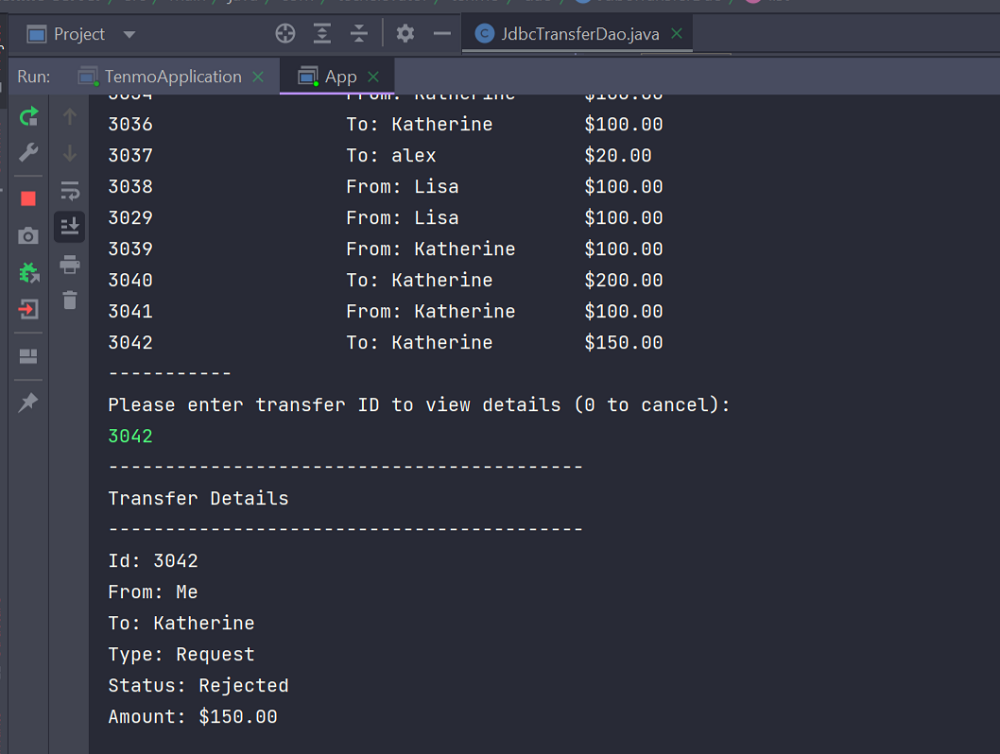 Project
JdbcTransferDao.java
Run:
TenmoApplication
App
From: Katherine $100.00
3036 To: Katherine $100.00
3037 To: alex $20.00
3038 From: Lisa $100.00
3029 From: Lisa $100.00
3039 From: Katherine $100.00
3040 To: Katherine $200.00
3041 From: Katherine $100.00
3042 To: Katherine $150.00
-----------
Please enter transfer ID to view details (0 to cancel):
3042
------------------------------------------
Transfer Details
------------------------------------------
Id: 3042
From: Me
To: Katherine
Type: Request
Status: Rejected
Amount: $150.00